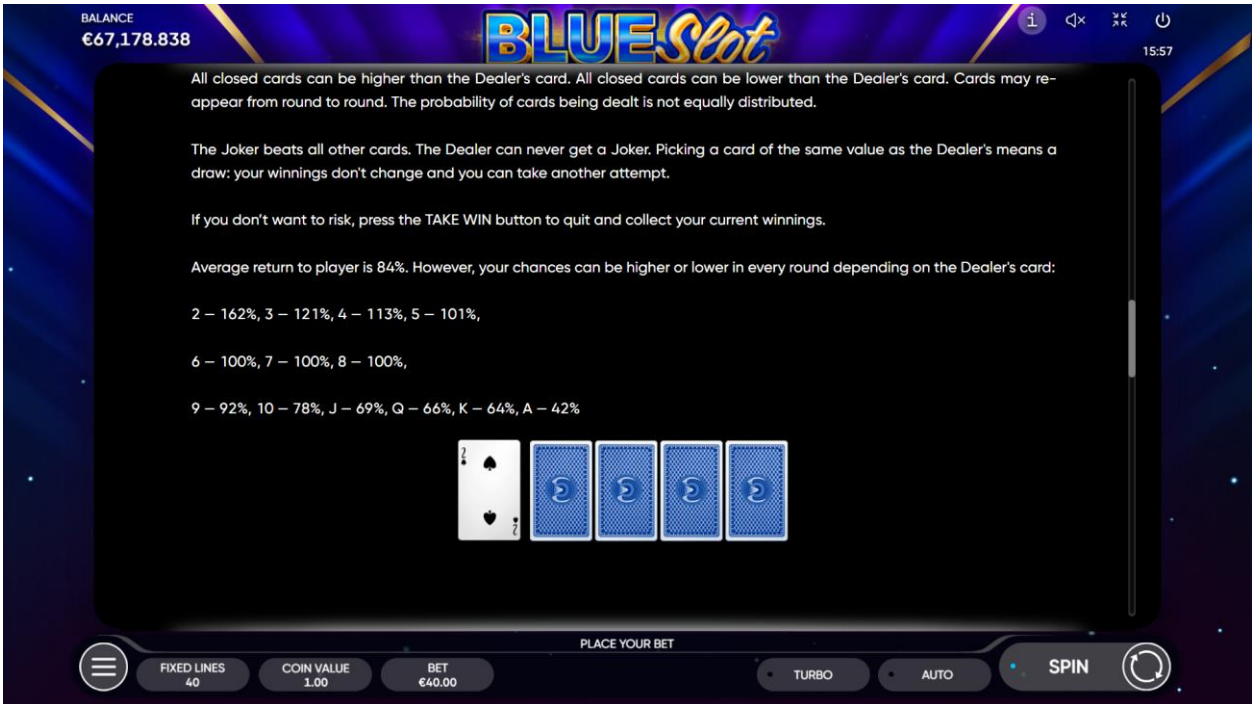 BALANCE
€67,178.838
BLUE Slot
i
15:57
All closed cards can be higher than the Dealer's card. All closed cards can be lower than the Dealer's card. Cards may re-
appear from round to round. The probability of cards being dealt is not equally distributed.
The Joker beats all other cards. The Dealer can never get a Joker. Picking a card of the same value as the Dealer's means a
draw: your winnings don't change and you can take another attempt.
If you don't want to risk, press the TAKE WIN button to quit and collect your current winnings.
Average return to player is 84%. However, your chances can be higher or lower in every round depending on the Dealer's card:
2 – 162%, 3 – 121%, 4 – 113%, 5 – 101%,
6 – 100%, 7 – 100%, 8 – 100%,
9 – 92%, 10 – 78%, J – 69%, Q – 66%, K – 64%, A – 42%
2
2
PLACE YOUR BET
FIXED LINES
40
COIN VALUE
1.00
BET
€40.00
TURBO
AUTO
SPIN